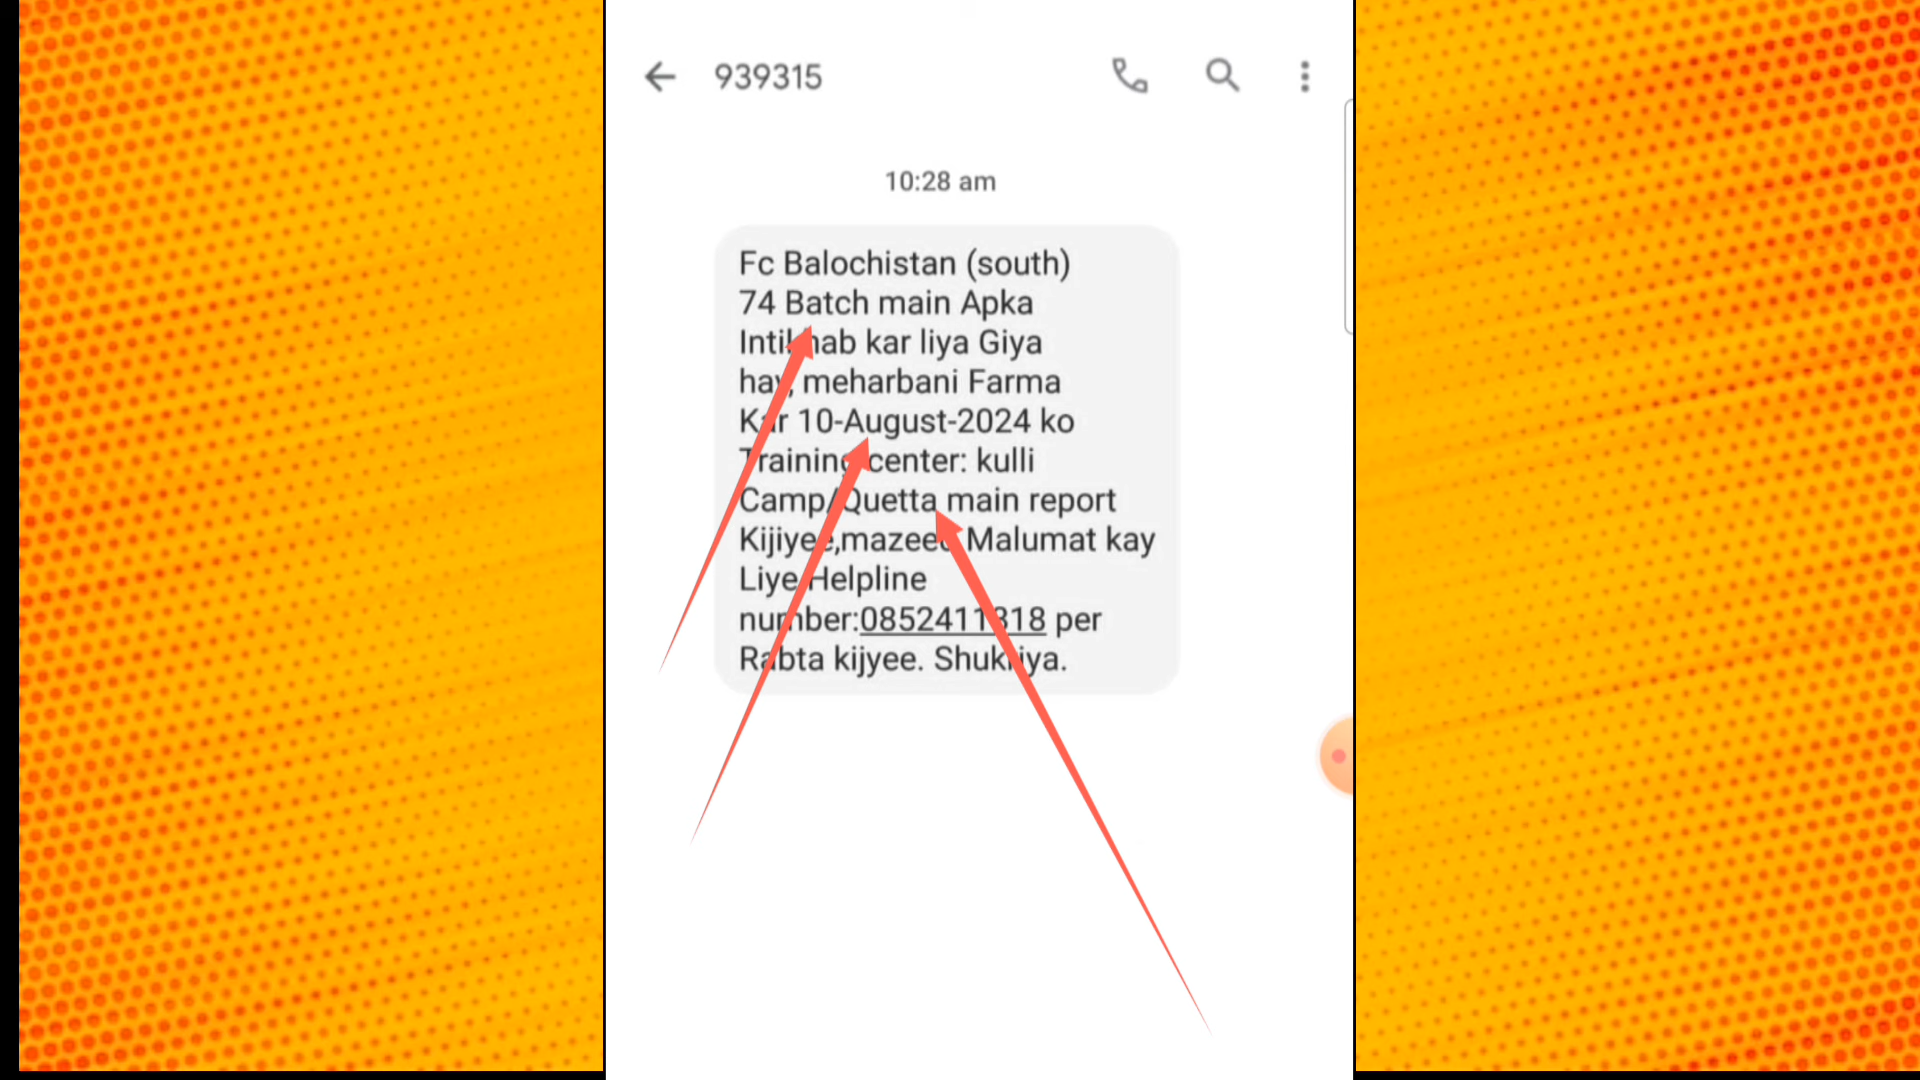 939315
10:28 am
Fc Balochistan (south)
74 Batch main Apka
Intikhab kar liya Giya
hay, meharbani Farma
Kar 10-August-2024 ko
Training center: kulli
Camp/Quetta main report
Kijiyee,mazeed Malumat kay
Liye Helpline
number:0852411318 per
Rabta kijyee. Shukriya.